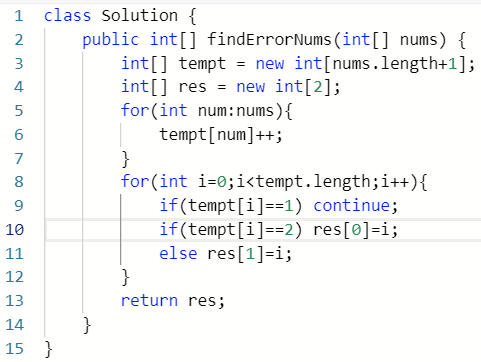 1 class Solution {
2 public int[] findErrorNums(int[] nums) {
3 int[] tempt = new int[nums.length+1];
4 int[] res = new int[2];
5 for(int num:nums){
6 tempt[num]++;
7 }
8 for(int i=0;i<tempt.length;i++){
9 if(tempt[i]==1) continue;
10 if(tempt[i]==2) res[0]=i;
11 else res[1]=i;
12 }
13 return res;
14 }
15 }